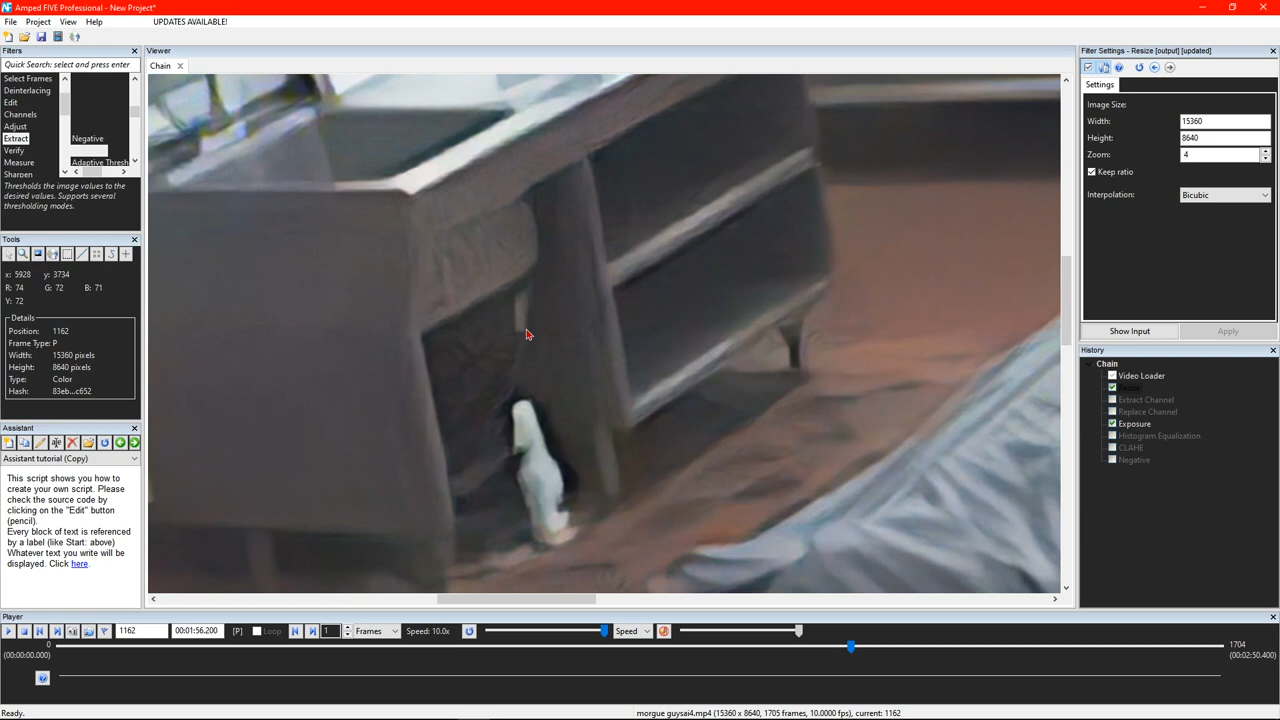 Amped FIVE Professional - New Project*
File Project View Help UPDATES AVAILABLE!
Filters
Quick Search: select and press enter
Select Frames
Deinterlacing
Edit
Channels
Adjust
Extract
Verify
Measure
Sharpen
Negative
Adaptive Thresh
Thresholds the image values to the
desired values. Supports several
thresholding modes.
Tools
x: 5928 y: 3734
R: 74 G: 72 B: 71
Y: 72
Details
Position: 1162
Frame Type: P
Width: 15360 pixels
Height: 8640 pixels
Type: Color
Hash: 83eb...c652
Assistant
Assistant tutorial (Copy)
This script shows you how to
create your own script. Please
check the source code by
clicking on the "Edit" button
(pencil).
Every block of text is referenced
by a label (like Start: above)
Whatever text you write will be
displayed. Click here.
Viewer
Chain
Filter Settings - Resize [output] [updated]
Settings
Image Size:
Width: 15360
Height: 8640
Zoom: 4
Keep ratio
Interpolation: Bicubic
Show Input Apply
History
Chain
Video Loader
Resize
Extract Channel
Replace Channel
Exposure
Histogram Equalization
CLAHE
Negative
Player
1162 00:01:56.200 [P] Loop 1 Frames Speed: 10.0x Speed
0 1704
(00:00:00.000) (00:02:50.400)
Ready. morgue guysai4.mp4 (15360 x 8640, 1705 frames, 10.0000 fps), current: 1162